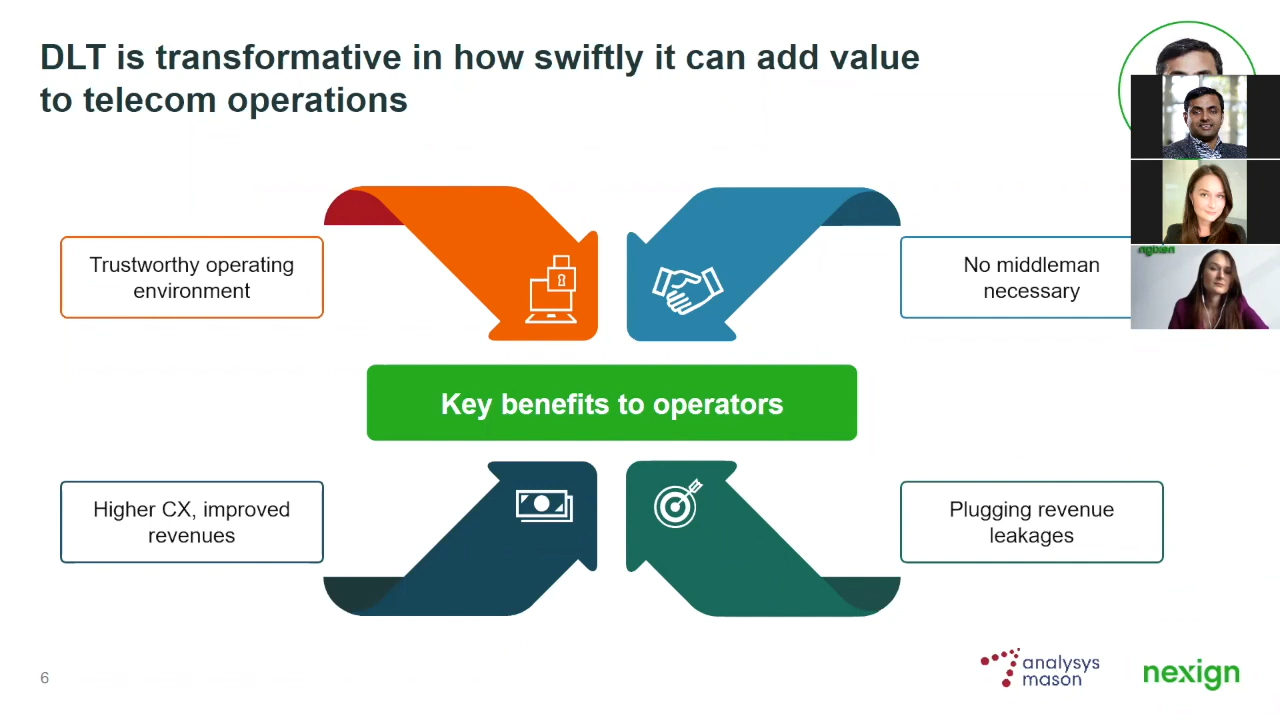 DLT is transformative in how swiftly it can add value
to telecom operations
Trustworthy operating
environment
No middleman
necessary
Key benefits to operators
Higher CX, improved
revenues
Plugging revenue
leakages
6
analysys
mason
nexign
nexign